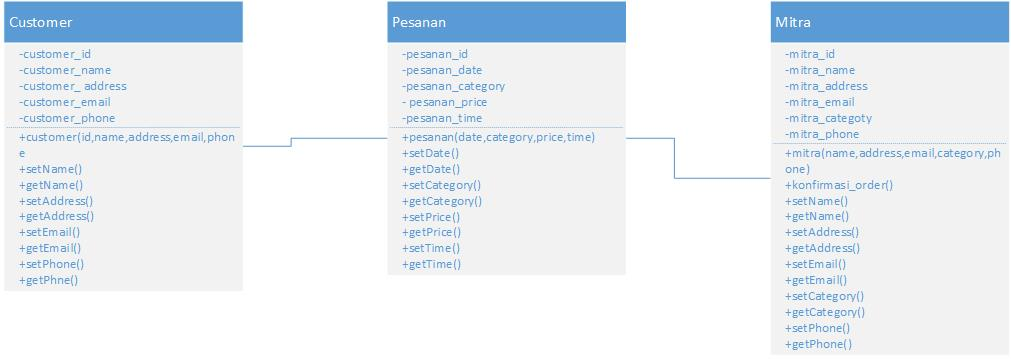 Customer
-customer_id
-customer_name
-customer_ address
-customer_email
-customer_phone
+customer(id,name,address,email,phon
e
+setName()
+getName()
+setAddress()
+getAddress()
+setEmail()
+getEmail()
+setPhone()
+getPhne()
Pesanan
-pesanan_id
-pesanan_date
-pesanan_category
- pesanan_price
-pesanan_time
+pesanan(date,category,price,time)
+setDate()
+getDate()
+setCategory()
+getCategory()
+setPrice()
+getPrice()
+setTime()
+getTime()
Mitra
-mitra_id
-mitra_name
-mitra_address
-mitra_email
-mitra_categoty
-mitra_phone
+mitra(name,address,email,category,ph
one)
+konfirmasi_order()
+setName()
+getName()
+setAddress()
+getAddress()
+setEmail()
+getEmail()
+setCategory()
+getCategory()
+setPhone()
+getPhone()